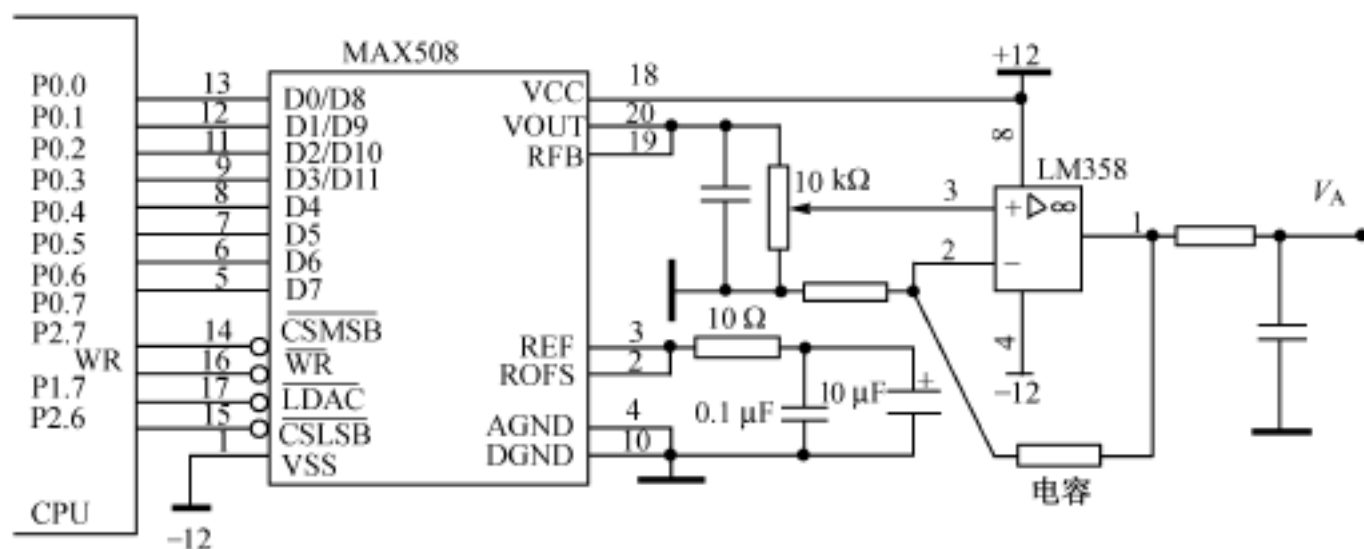 MAX508
P0.0
P0.1
P0.2
P0.3
P0.4
P0.5
P0.6
P0.7
P2.7
WR
P1.7
P2.6
CPU
13
12
11
9
8
7
6
5
14
16
17
15
1
-12
D0/D8
D1/D9
D2/D10
D3/D11
D4
D5
D6
D7
CSMSB
WR
LDAC
CSLSB
VSS
VCC
VOUT
RFB
REF
ROFS
AGND
DGND
18
20
19
3
2
4
10
10 kΩ
10 Ω
0.1 μF
10 μF
+
+12
8
LM358
3
+ ▷ ∞
2
−
1
4
-12
VA
电容